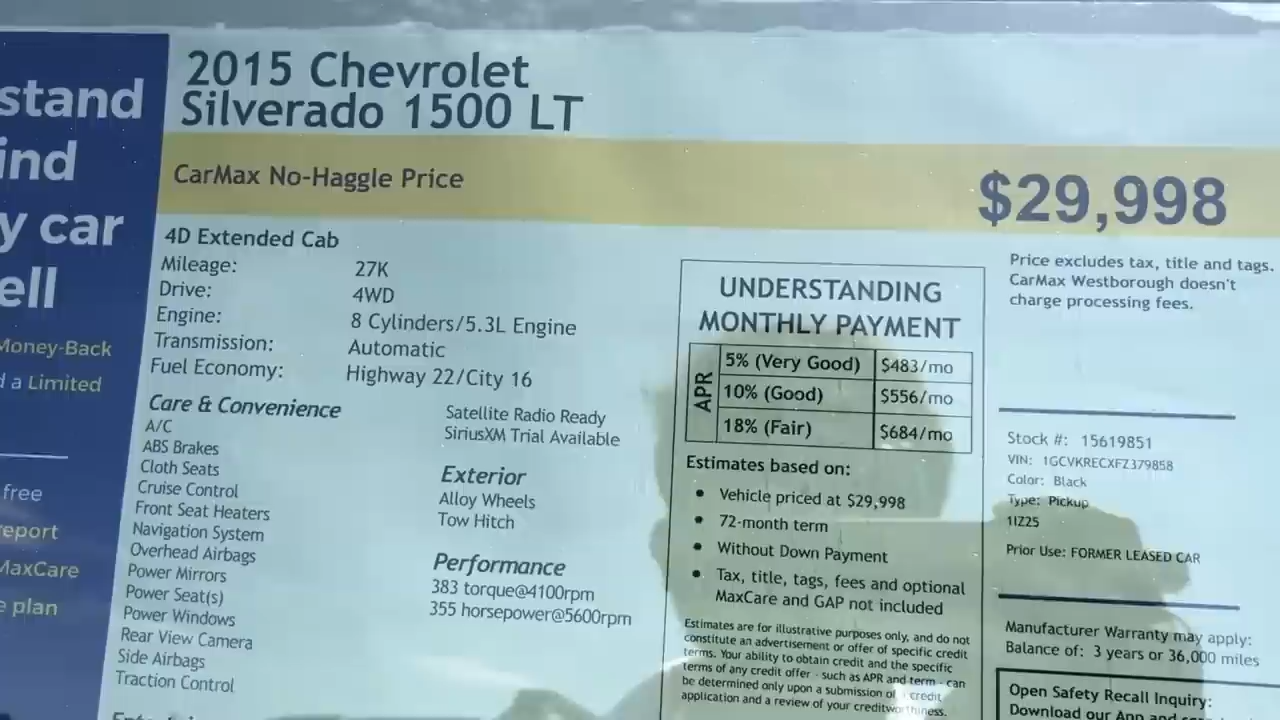 stand
ind
y car
ell
Money-Back
d a Limited
free
report
MaxCare
e plan
2015 Chevrolet
Silverado 1500 LT
CarMax No-Haggle Price
$29,998
4D Extended Cab
Mileage: 27K
Drive: 4WD
Engine: 8 Cylinders/5.3L Engine
Transmission: Automatic
Fuel Economy: Highway 22/City 16
Care & Convenience
A/C
ABS Brakes
Cloth Seats
Cruise Control
Front Seat Heaters
Navigation System
Overhead Airbags
Power Mirrors
Power Seat(s)
Power Windows
Rear View Camera
Side Airbags
Traction Control
Satellite Radio Ready
SiriusXM Trial Available
Exterior
Alloy Wheels
Tow Hitch
Performance
383 torque@4100rpm
355 horsepower@5600rpm
UNDERSTANDING
MONTHLY PAYMENT
APR
5% (Very Good) $483/mo
10% (Good) $556/mo
18% (Fair) $684/mo
Estimates based on:
• Vehicle priced at $29,998
• 72-month term
• Without Down Payment
• Tax, title, tags, fees and optional
MaxCare and GAP not included
Estimates are for illustrative purposes only, and do not
constitute an advertisement or offer of specific credit
terms. Your ability to obtain credit and the specific
terms of any credit offer - such as APR and term - can
be determined only upon a submission of credit
application and a review of your creditworthiness.
Price excludes tax, title and tags.
CarMax Westborough doesn't
charge processing fees.
Stock #: 15619851
VIN: 1GCVKRECXFZ379858
Color: Black
Type: Pickup
1IZ25
Prior Use: FORMER LEASED CAR
Manufacturer Warranty may apply:
Balance of: 3 years or 36,000 miles
Open Safety Recall Inquiry:
Download our App and